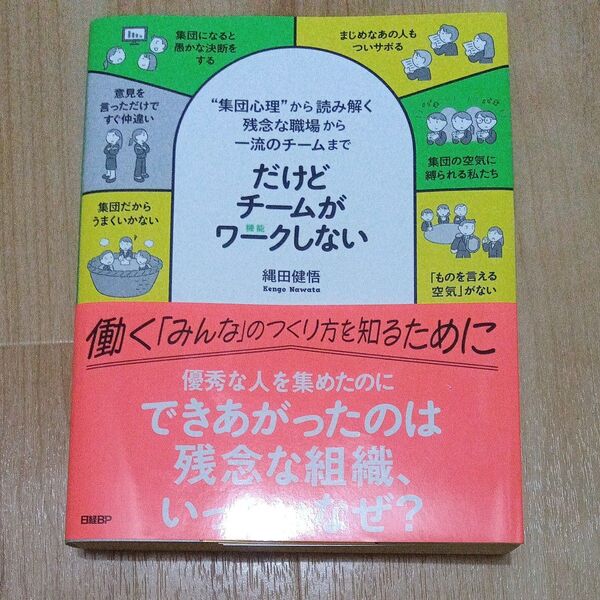 集団になると
愚かな決断を
する
まじめなあの人も
ついサボる
意見を
言っただけで
すぐ仲違い
集団の空気に
縛られる私たち
集団だから
うまくいかない
「ものを言える
空気」がない
“集団心理”から読み解く
残念な職場から
一流のチームまで
だけど
チームが
ワークしない
機能
縄田健悟
Kengo Nawata
働く「みんな」のつくり方を知るために
優秀な人を集めたのに
できあがったのは
残念な組織、
いっ なぜ?
日経BP